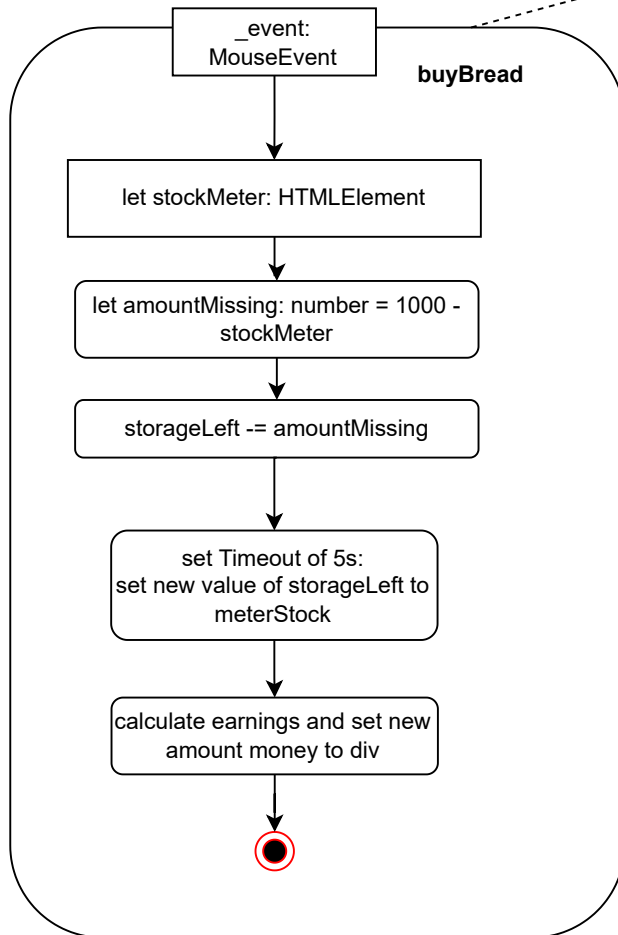 _event:
MouseEvent
buyBread
let stockMeter: HTMLElement
let amountMissing: number = 1000 -
stockMeter
storageLeft -= amountMissing
set Timeout of 5s:
set new value of storageLeft to
meterStock
calculate earnings and set new
amount money to div